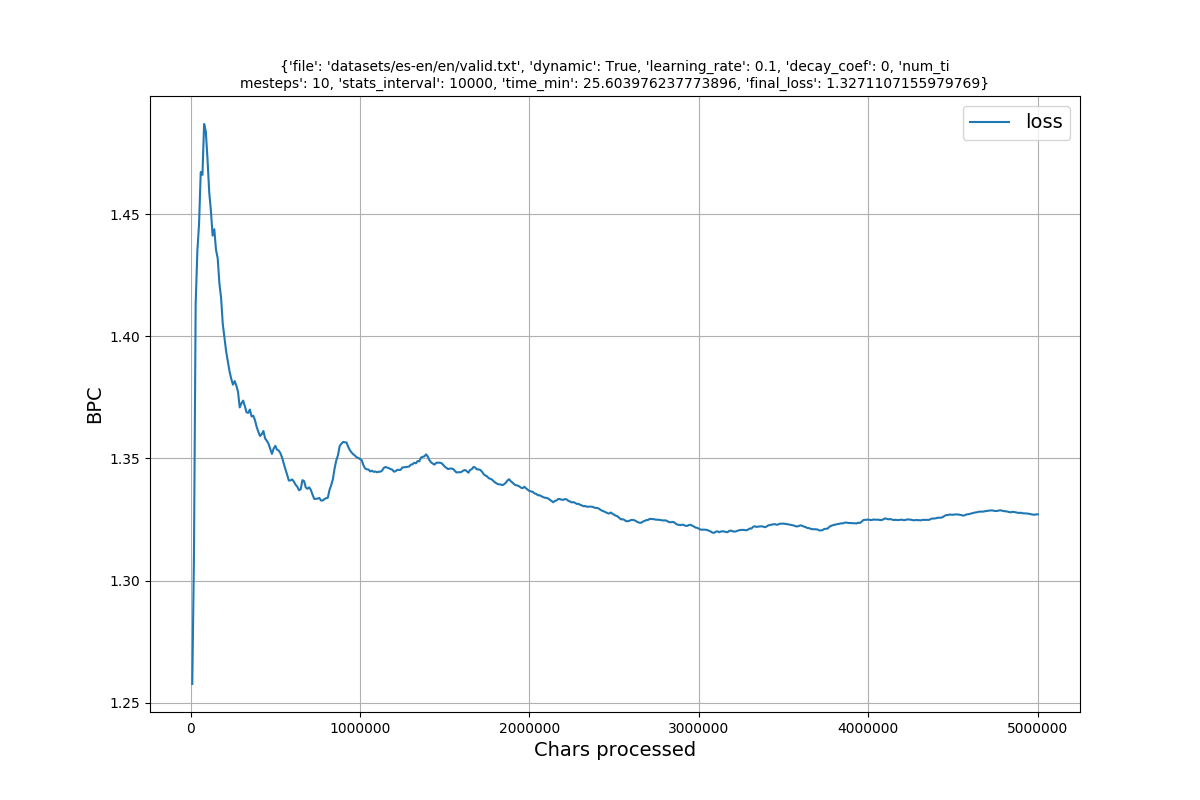 {'file': 'datasets/es-en/en/valid.txt', 'dynamic': True, 'learning_rate': 0.1, 'decay_coef': 0, 'num_ti
mesteps': 10, 'stats_interval': 10000, 'time_min': 25.603976237773896, 'final_loss': 1.3271107155979769}
loss
1.45
1.40
1.35
1.30
1.25
BPC
0 1000000 2000000 3000000 4000000 5000000
Chars processed